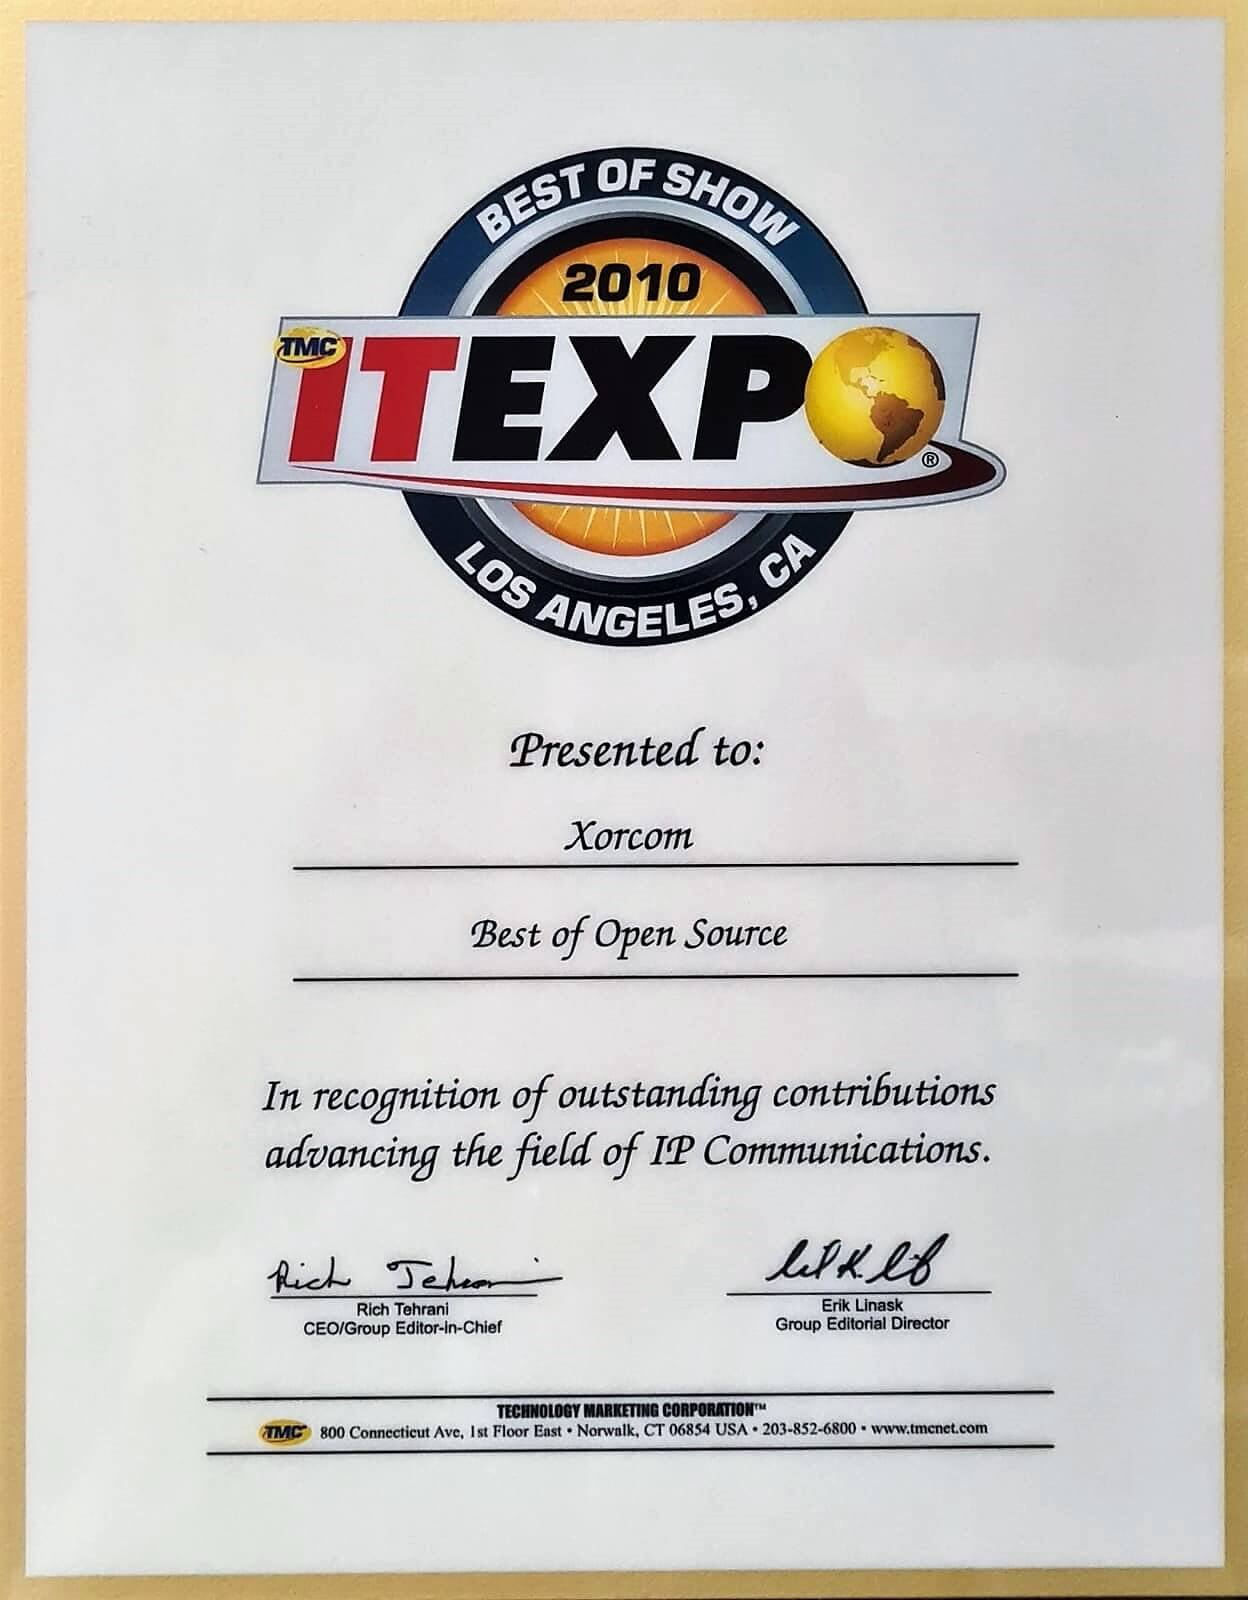 BEST OF SHOW
2010
TMC
ITEXPO®
LOS ANGELES, CA
Presented to:
Xorcom
Best of Open Source
In recognition of outstanding contributions
advancing the field of IP Communications.
Rich Tehrani
Rich Tehrani
CEO/Group Editor-in-Chief
Erik Linask
Group Editorial Director
TECHNOLOGY MARKETING CORPORATION™
TMC 800 Connecticut Ave, 1st Floor East • Norwalk, CT 06854 USA • 203-852-6800 • www.tmcnet.com